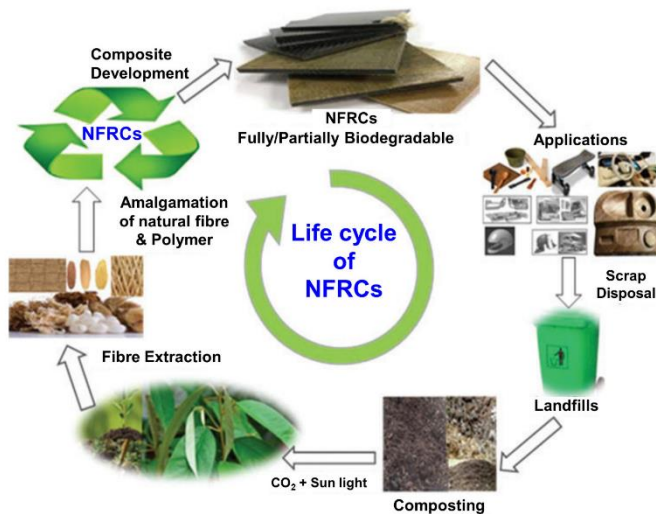 Composite
Development
NFRCs
NFRCs
Fully/Partially Biodegradable
Applications
Amalgamation
of natural fibre
& Polymer
Life cycle
of
NFRCs
Scrap
Disposal
Fibre Extraction
Landfills
CO₂ + Sun light
Composting